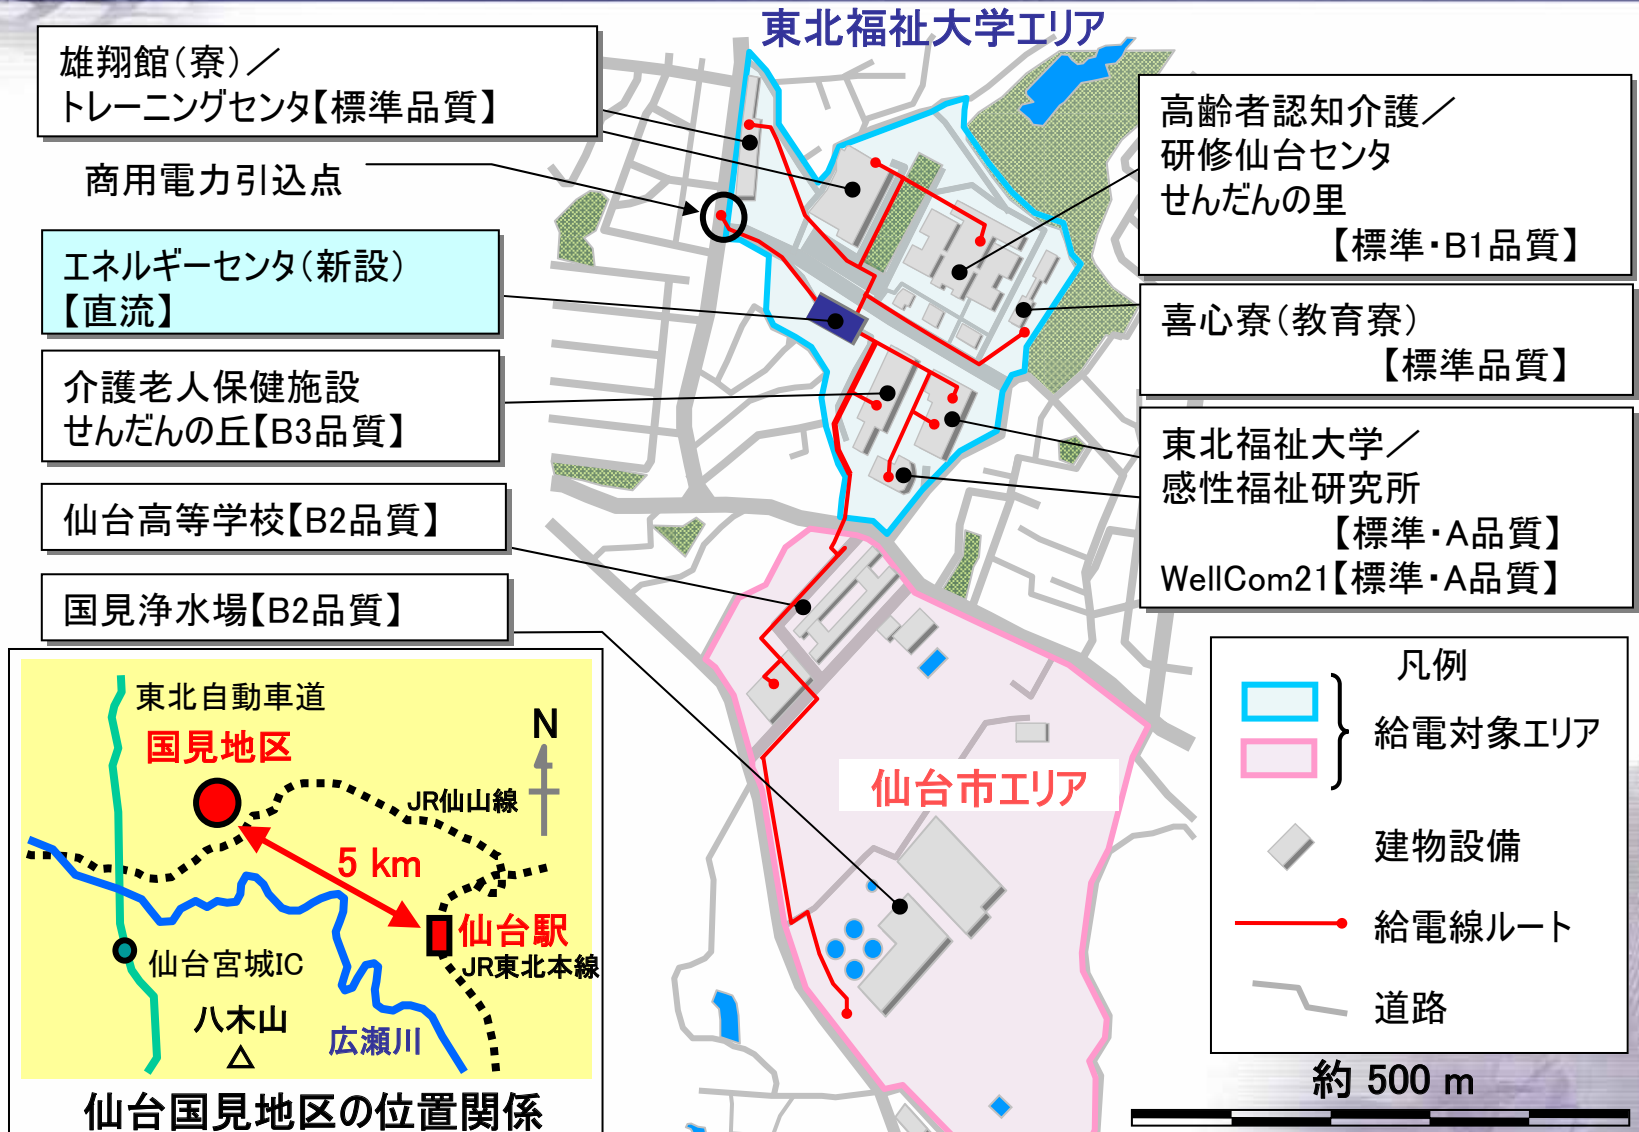 東北福祉大学エリア
雄翔館(寮)／
トレーニングセンタ【標準品質】
商用電力引込点
エネルギーセンタ(新設)
【直流】
介護老人保健施設
せんだんの丘【B3品質】
仙台高等学校【B2品質】
国見浄水場【B2品質】
高齢者認知介護／
研修仙台センタ
せんだんの里
【標準・B1品質】
喜心寮(教育寮)
【標準品質】
東北福祉大学／
感性福祉研究所
【標準・A品質】
WellCom21【標準・A品質】
仙台市エリア
凡例
給電対象エリア
建物設備
給電線ルート
道路
約 500 m
東北自動車道
国見地区
N
JR仙山線
5 km
仙台駅
JR東北本線
仙台宮城IC
八木山
広瀬川
仙台国見地区の位置関係